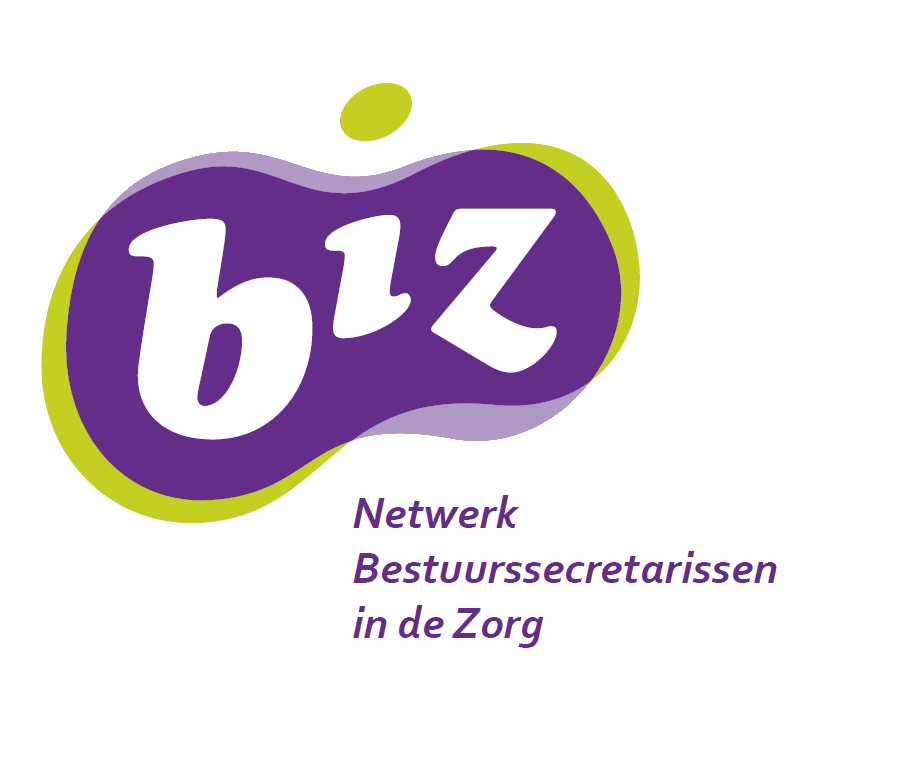 biz
Netwerk
Bestuurssecretarissen
in de Zorg